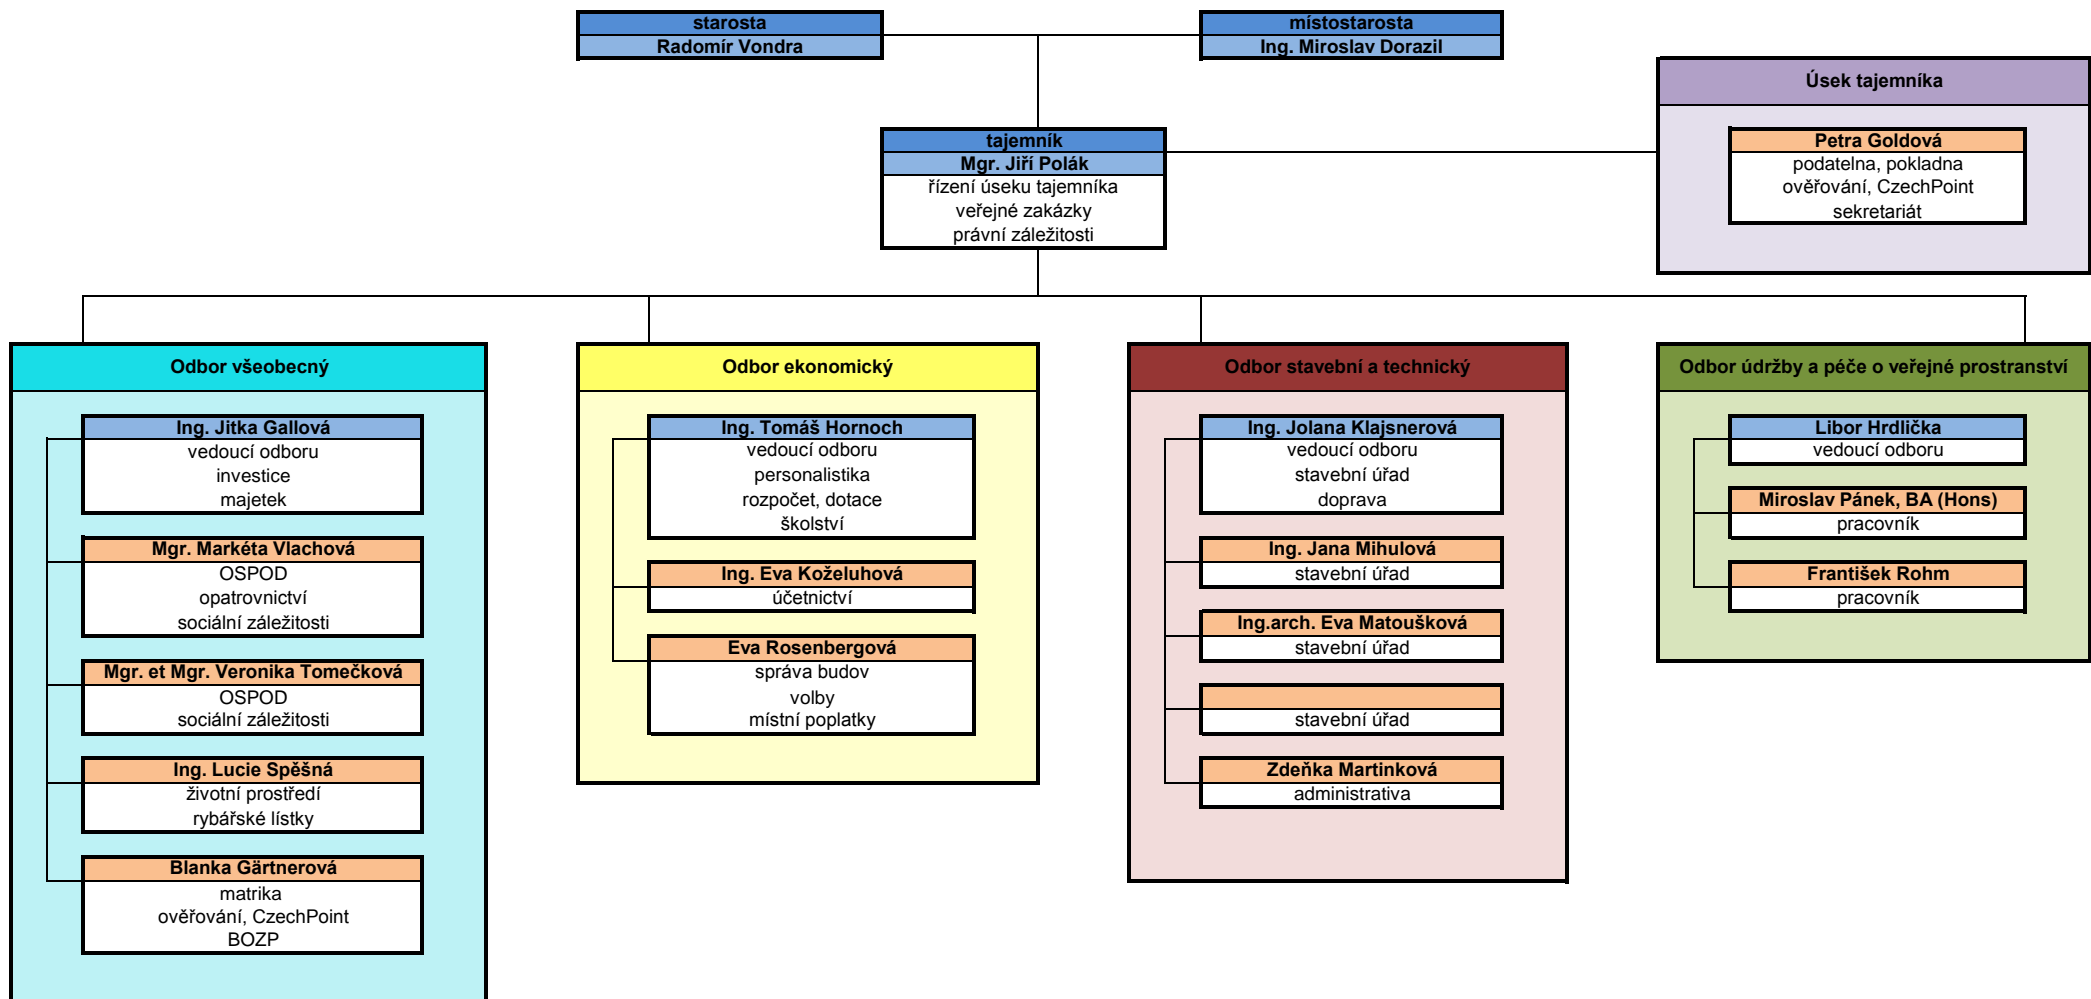 starosta
Radomír Vondra
místostarosta
Ing. Miroslav Dorazil
Úsek tajemníka
Petra Goldová
podatelna, pokladna
ověřování, CzechPoint
sekretariát
tajemník
Mgr. Jiří Polák
řízení úseku tajemníka
veřejné zakázky
právní záležitosti
Odbor všeobecný
Ing. Jitka Gallová
vedoucí odboru
investice
majetek
Mgr. Markéta Vlachová
OSPOD
opatrovnictví
sociální záležitosti
Mgr. et Mgr. Veronika Tomečková
OSPOD
sociální záležitosti
Ing. Lucie Spěšná
životní prostředí
rybářské lístky
Blanka Gärtnerová
matrika
ověřování, CzechPoint
BOZP
Odbor ekonomický
Ing. Tomáš Hornoch
vedoucí odboru
personalistika
rozpočet, dotace
školství
Ing. Eva Koželuhová
účetnictví
Eva Rosenbergová
správa budov
volby
místní poplatky
Odbor stavební a technický
Ing. Jolana Klajsnerová
vedoucí odboru
stavební úřad
doprava
Ing. Jana Mihulová
stavební úřad
Ing.arch. Eva Matoušková
stavební úřad
stavební úřad
Zdeňka Martinková
administrativa
Odbor údržby a péče o veřejné prostranství
Libor Hrdlička
vedoucí odboru
Miroslav Pánek, BA (Hons)
pracovník
František Rohm
pracovník